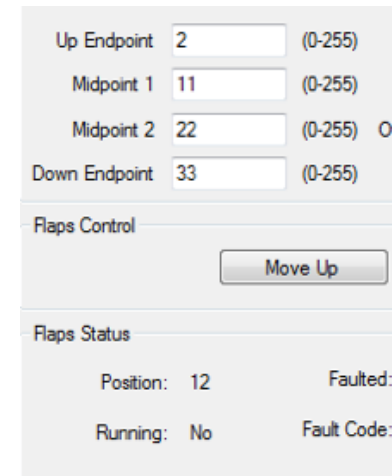 Up Endpoint 2 (0-255)
Midpoint 1 11 (0-255)
Midpoint 2 22 (0-255) O
Down Endpoint 33 (0-255)
Flaps Control
Move Up
Flaps Status
Position: 12 Faulted:
Running: No Fault Code: